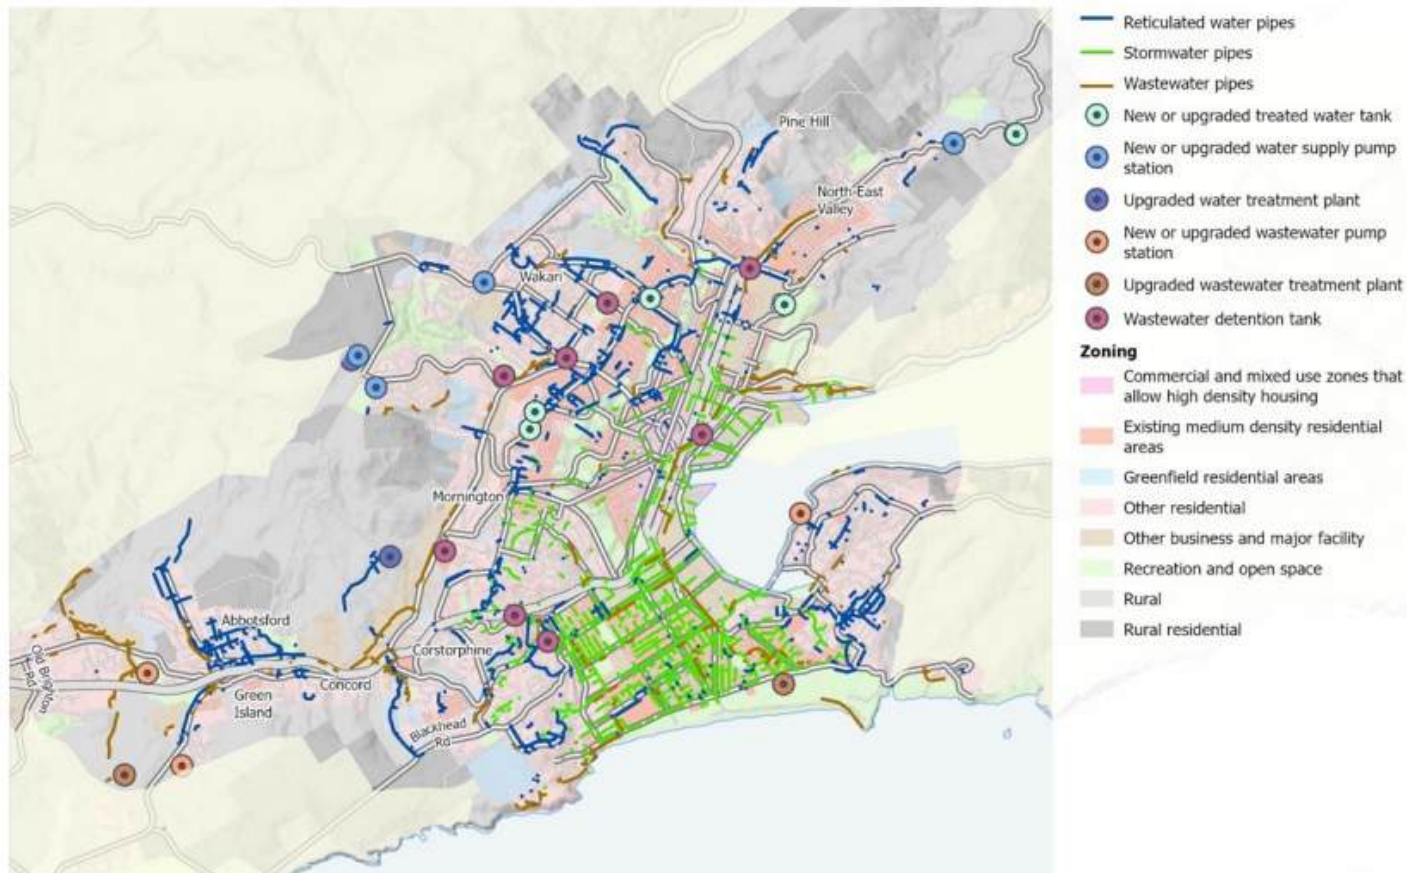 Pine Hill
North-East
Valley
Wakari
Mornington
Abbotsford
Corstorphine
Concord
Green
Island
Old Brighton
Rd
Blackhead
Rd
Reticulated water pipes
Stormwater pipes
Wastewater pipes
New or upgraded treated water tank
New or upgraded water supply pump
station
Upgraded water treatment plant
New or upgraded wastewater pump
station
Upgraded wastewater treatment plant
Wastewater detention tank
Zoning
Commercial and mixed use zones that
allow high density housing
Existing medium density residential
areas
Greenfield residential areas
Other residential
Other business and major facility
Recreation and open space
Rural
Rural residential